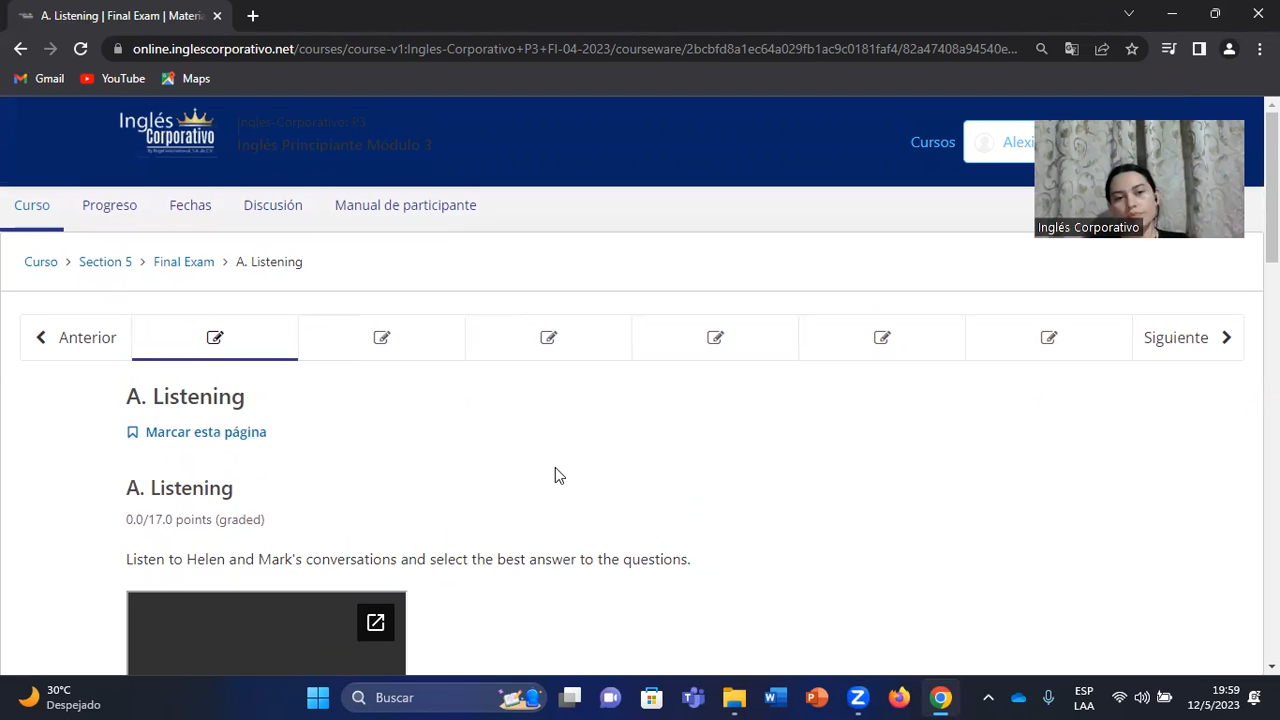 A. Listening | Final Exam | Materia
online.inglescorporativo.net/courses/course-v1:Ingles-Corporativo+P3+FI-04-2023/courseware/2bcbfd8a1ec64a029fb1ac9c0181faf4/82a47408a94540e...
Gmail
YouTube
Maps
Inglés
Corporativo
Ingles-Corporativo: P3
Inglés Principiante Módulo 3
Cursos
Alexi
Inglés Corporativo
Curso
Progreso
Fechas
Discusión
Manual de participante
Curso > Section 5 > Final Exam > A. Listening
Anterior
Siguiente
A. Listening
Marcar esta página
A. Listening
0.0/17.0 points (graded)
Listen to Helen and Mark's conversations and select the best answer to the questions.
30°C
Despejado
Buscar
ESP
LAA
19:59
12/5/2023